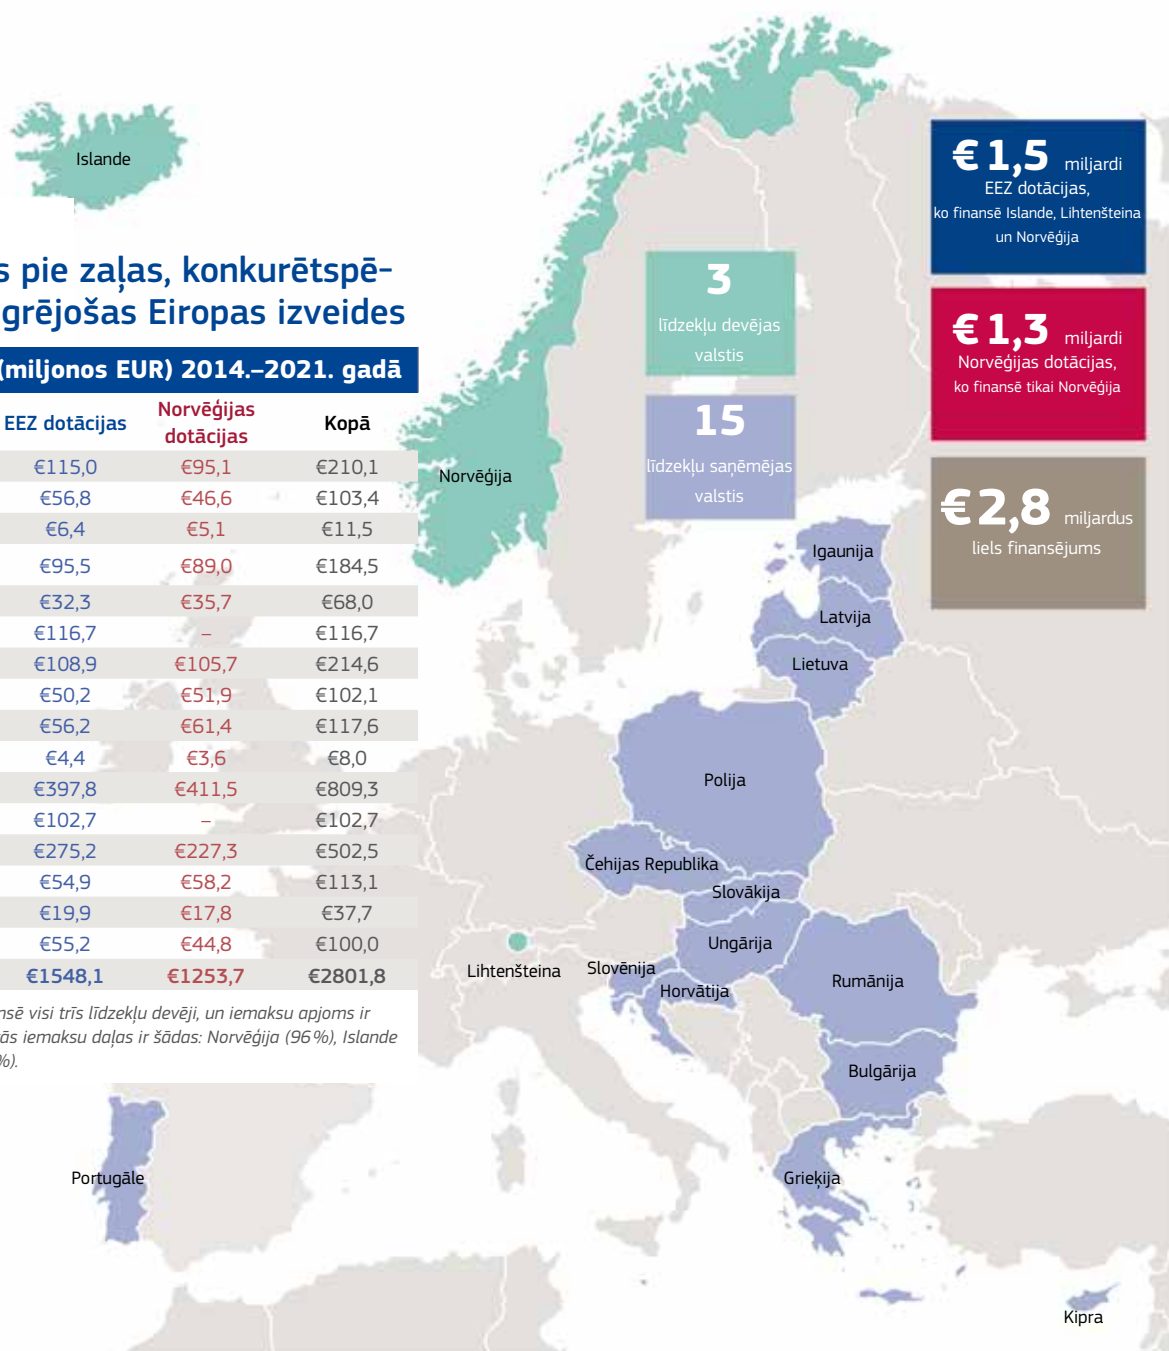 Islande
s pie zaļas, konkurētspē-
grējošas Eiropas izveides
(miljonos EUR) 2014.–2021. gadā
EEZ dotācijas Norvēģijas dotācijas Kopā
€115,0 €95,1 €210,1
€56,8 €46,6 €103,4
€6,4 €5,1 €11,5
€95,5 €89,0 €184,5
€32,3 €35,7 €68,0
€116,7 – €116,7
€108,9 €105,7 €214,6
€50,2 €51,9 €102,1
€56,2 €61,4 €117,6
€4,4 €3,6 €8,0
€397,8 €411,5 €809,3
€102,7 – €102,7
€275,2 €227,3 €502,5
€54,9 €58,2 €113,1
€19,9 €17,8 €37,7
€55,2 €44,8 €100,0
€1548,1 €1253,7 €2801,8
nsē visi trīs līdzekļu devēji, un iemaksu apjoms ir
ās iemaksu daļas ir šādas: Norvēģija (96 %), Islande
%).
3
līdzekļu devējas
valstis
15
līdzekļu saņēmējas
valstis
€ 1,5 miljardi
EEZ dotācijas,
ko finansē Islande, Lihtenšteina
un Norvēģija
€ 1,3 miljardi
Norvēģijas dotācijas,
ko finansē tikai Norvēģija
€ 2,8 miljardus
liels finansējums
Norvēģija
Igaunija
Latvija
Lietuva
Polija
Čehijas Republika
Slovākija
Ungārija
Lihtenšteina
Slovēnija
Horvātija
Rumānija
Bulgārija
Portugāle
Grieķija
Kipra